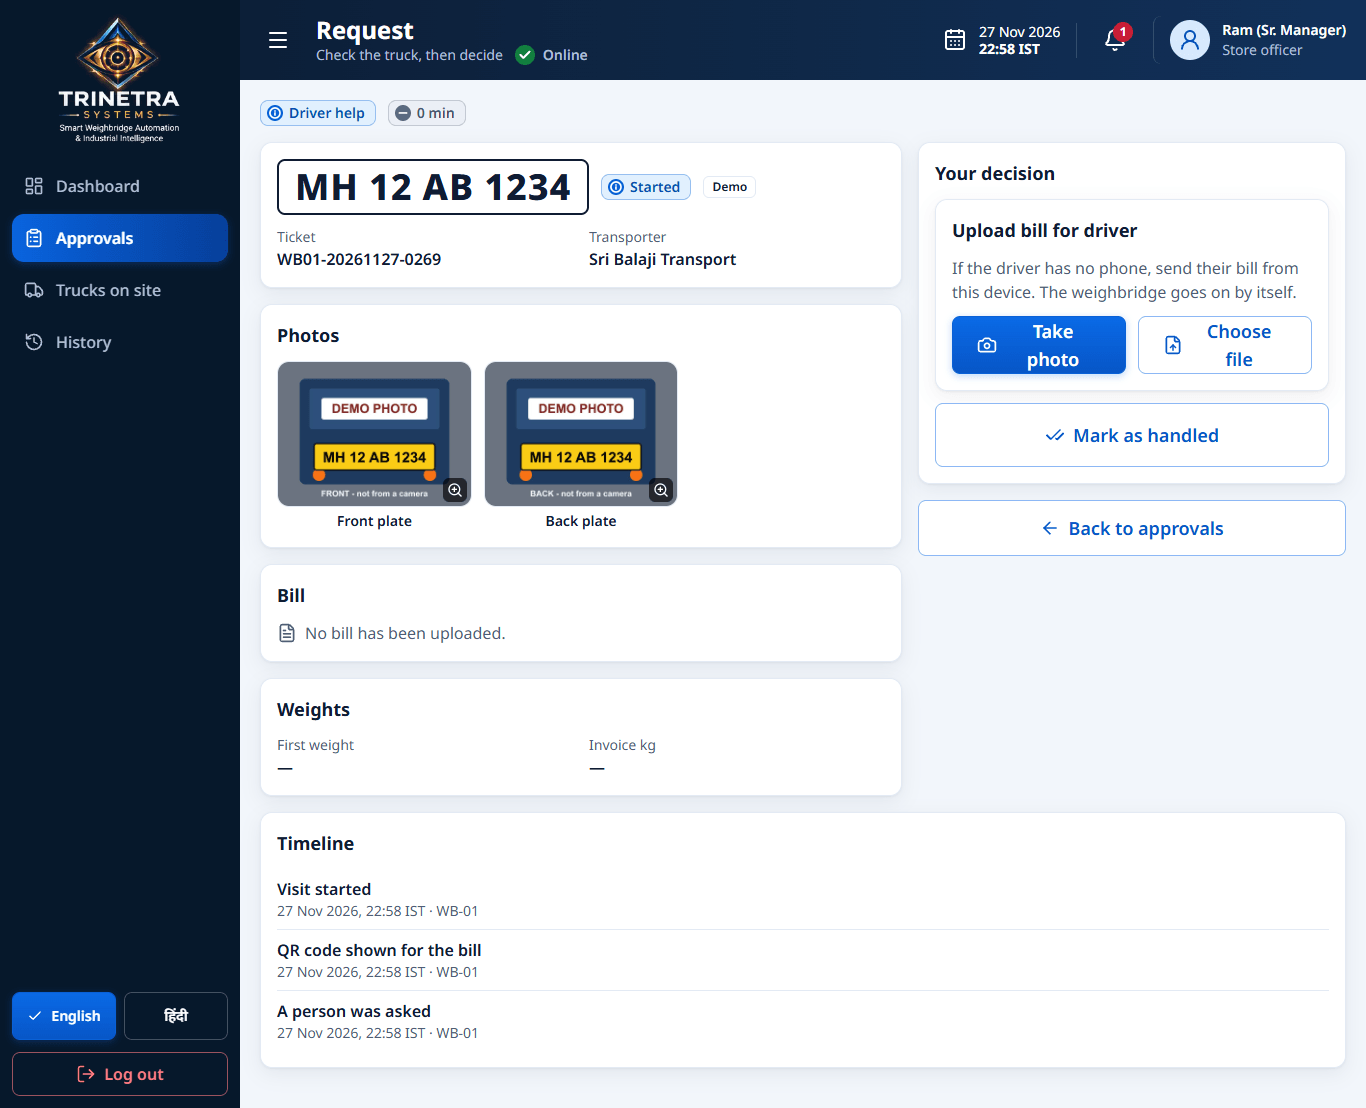 TRINETRA
SYSTEMS
Smart Weighbridge Automation
& Industrial Intelligence
Dashboard
Approvals
Trucks on site
History
English
हिंदी
Log out
Request
Check the truck, then decide
Online
27 Nov 2026
22:58 IST
1
Ram (Sr. Manager)
Store officer
Driver help
0 min
MH 12 AB 1234
Started
Demo
Ticket
WB01-20261127-0269
Transporter
Sri Balaji Transport
Photos
DEMO PHOTO
MH 12 AB 1234
FRONT - not from a camera
Front plate
DEMO PHOTO
MH 12 AB 1234
BACK - not from a camera
Back plate
Bill
No bill has been uploaded.
Weights
First weight
—
Invoice kg
—
Your decision
Upload bill for driver
If the driver has no phone, send their bill from
this device. The weighbridge goes on by itself.
Take
photo
Choose
file
Mark as handled
Back to approvals
Timeline
Visit started
27 Nov 2026, 22:58 IST · WB-01
QR code shown for the bill
27 Nov 2026, 22:58 IST · WB-01
A person was asked
27 Nov 2026, 22:58 IST · WB-01